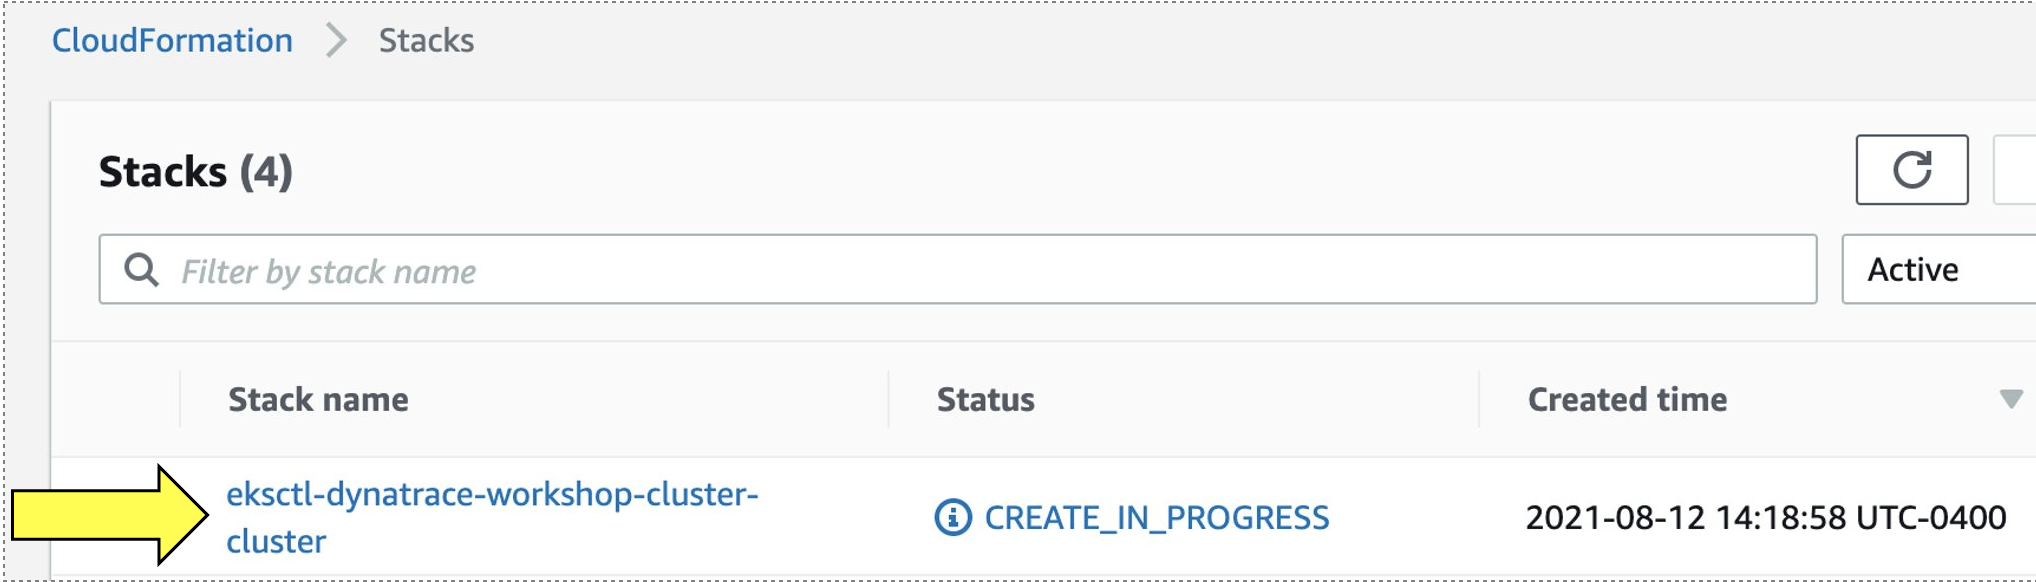 CloudFormation > Stacks
Stacks (4)
Filter by stack name
Active
Stack name Status Created time
eksctl-dynatrace-workshop-cluster-
cluster
CREATE_IN_PROGRESS
2021-08-12 14:18:58 UTC-0400